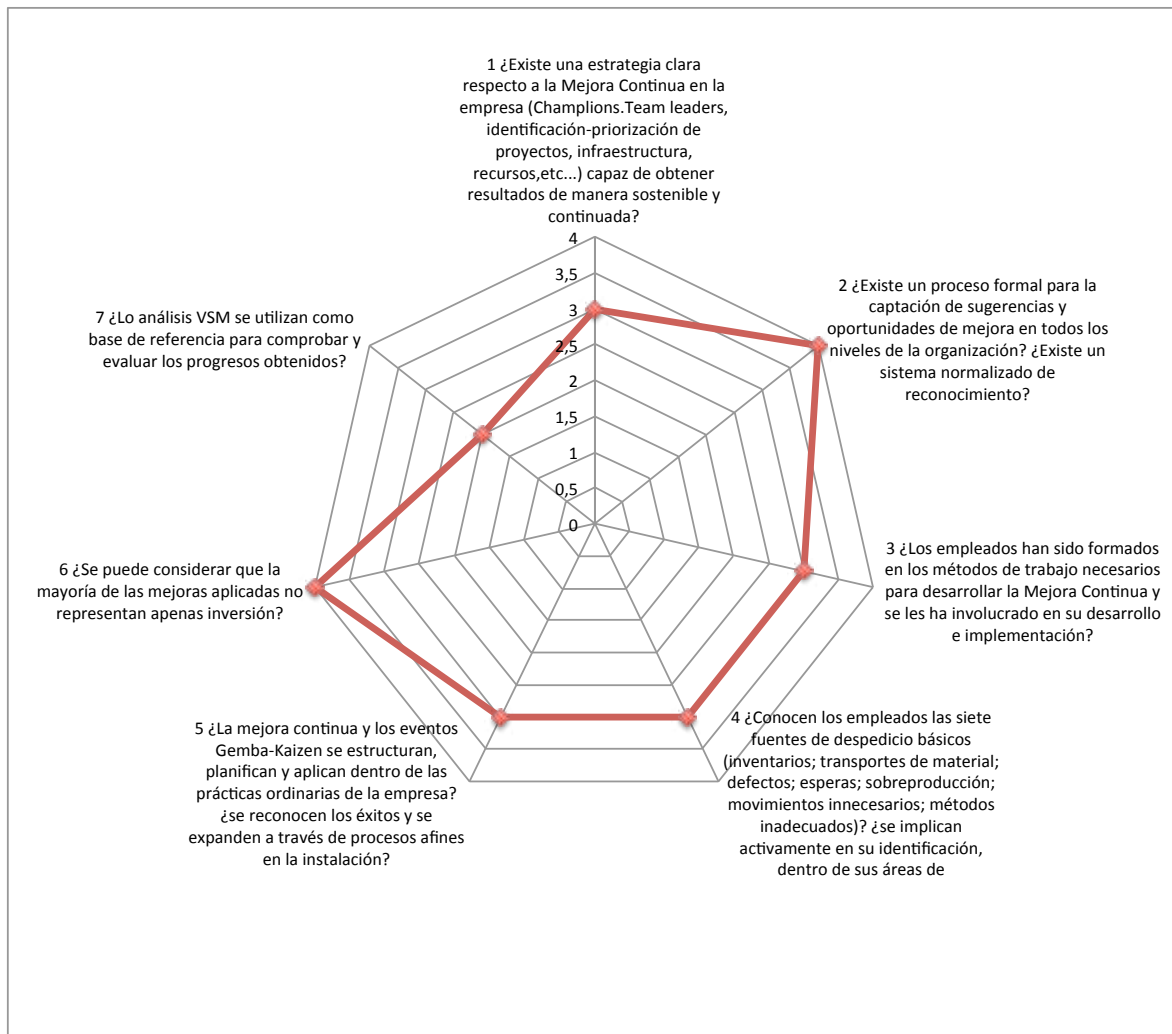 1 ¿Existe una estrategia clara
respecto a la Mejora Continua en la
empresa (Champlions.Team leaders,
identificación-priorización de
proyectos, infraestructura,
recursos,etc...) capaz de obtener
resultados de manera sostenible y
continuada?
4
3,5
3
2,5
2
1,5
1
0,5
0
2 ¿Existe un proceso formal para la
captación de sugerencias y
oportunidades de mejora en todos los
niveles de la organización? ¿Existe un
sistema normalizado de
reconocimiento?
3 ¿Los empleados han sido formados
en los métodos de trabajo necesarios
para desarrollar la Mejora Continua y
se les ha involucrado en su desarrollo
e implementación?
4 ¿Conocen los empleados las siete
fuentes de despedicio básicos
(inventarios; transportes de material;
defectos; esperas; sobreproducción;
movimientos innecesarios; métodos
inadecuados)? ¿se implican
activamente en su identificación,
dentro de sus áreas de
5 ¿La mejora continua y los eventos
Gemba-Kaizen se estructuran,
planifican y aplican dentro de las
prácticas ordinarias de la empresa?
¿se reconocen los éxitos y se
expanden a través de procesos afines
en la instalación?
6 ¿Se puede considerar que la
mayoría de las mejoras aplicadas no
representan apenas inversión?
7 ¿Lo análisis VSM se utilizan como
base de referencia para comprobar y
evaluar los progresos obtenidos?